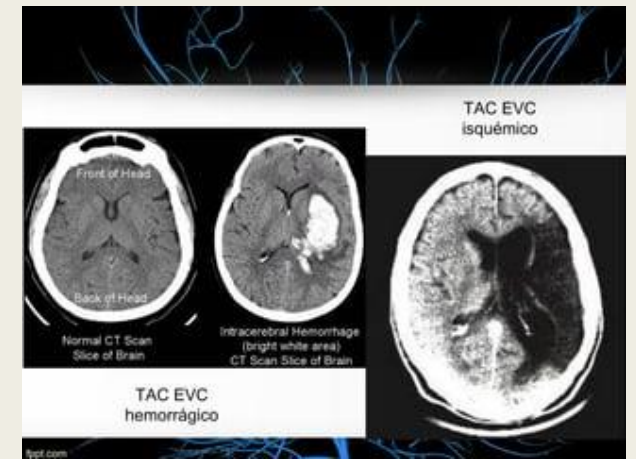 TAC EVC
isquémico
Front of Head
Back of Head
Normal CT Scan
Slice of Brain
Intracerebral Hemorrhage
(bright white area)
CT Scan Slice of Brain
TAC EVC
hemorrágico
fppt.com